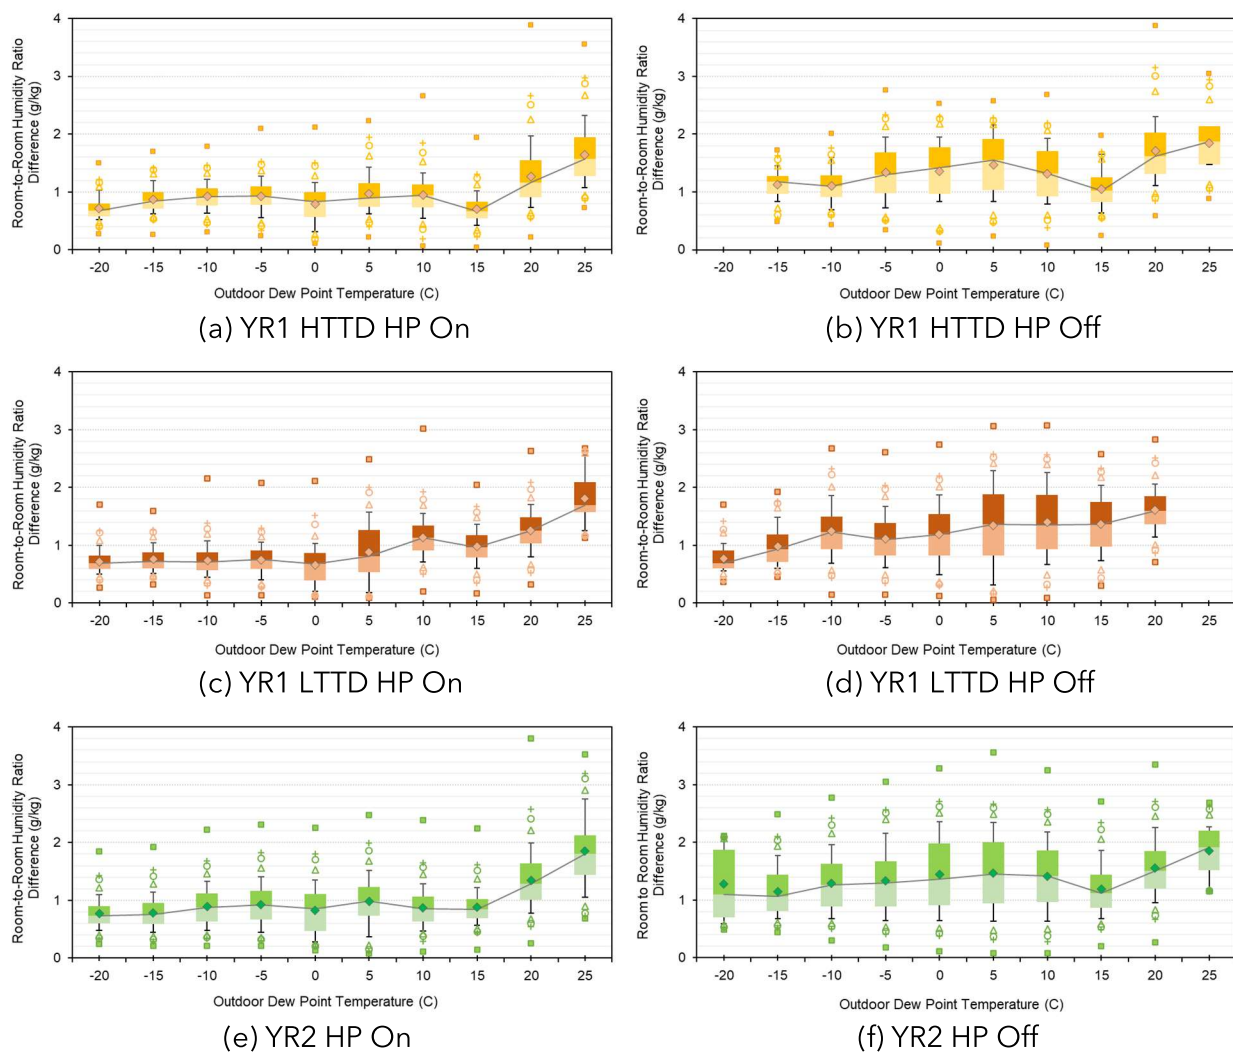 Room-to-Room Humidity Ratio
Difference (g/kg)
4
3
2
1
0
-20 -15 -10 -5 0 5 10 15 20 25
Outdoor Dew Point Temperature (C)
(a) YR1 HTTD HP On
Room-to-Room Humidity Ratio
Difference (g/kg)
4
3
2
1
0
-20 -15 -10 -5 0 5 10 15 20 25
Outdoor Dew Point Temperature (C)
(b) YR1 HTTD HP Off
Room-to-Room Humidity Ratio
Difference (g/kg)
4
3
2
1
0
-20 -15 -10 -5 0 5 10 15 20 25
Outdoor Dew Point Temperature (C)
(c) YR1 LTTD HP On
Room-to-Room Humidity Ratio
Difference (g/kg)
4
3
2
1
0
-20 -15 -10 -5 0 5 10 15 20 25
Outdoor Dew Point Temperature (C)
(d) YR1 LTTD HP Off
Room-to-Room Humidity Ratio
Difference (g/kg)
4
3
2
1
0
-20 -15 -10 -5 0 5 10 15 20 25
Outdoor Dew Point Temperature (C)
(e) YR2 HP On
Room to Room Humidity Ratio
Difference (g/kg)
4
3
2
1
0
-20 -15 -10 -5 0 5 10 15 20 25
Outdoor Dew Point Temperature (C)
(f) YR2 HP Off